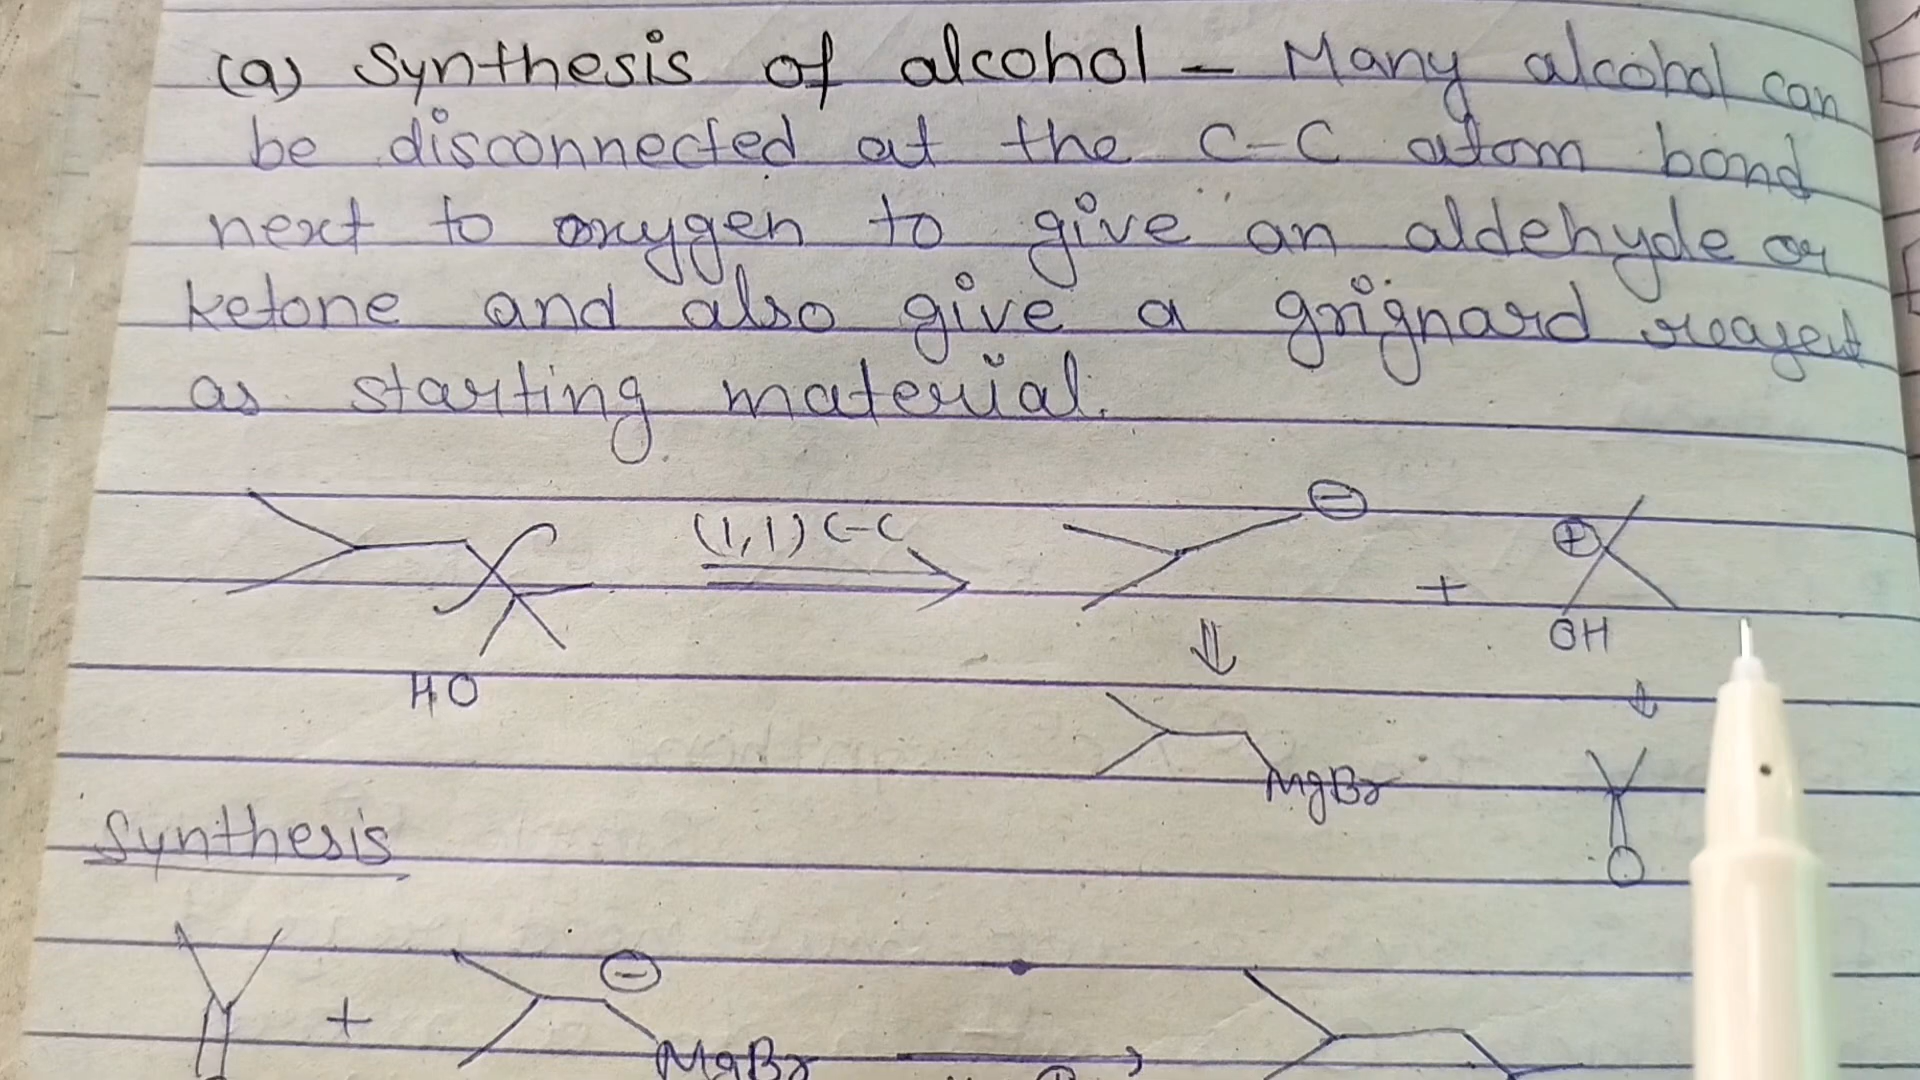 (a) Synthesis of alcohol - Many alcohol can
be disconnected at the C-C atom bond
next to oxygen to give an aldehyde or
ketone and also give a grignard reagent
as starting material.
(1,1) C-C
⊖
⊕
+
OH
HO
MgBr
O
Synthesis
⊖
+
MgBr